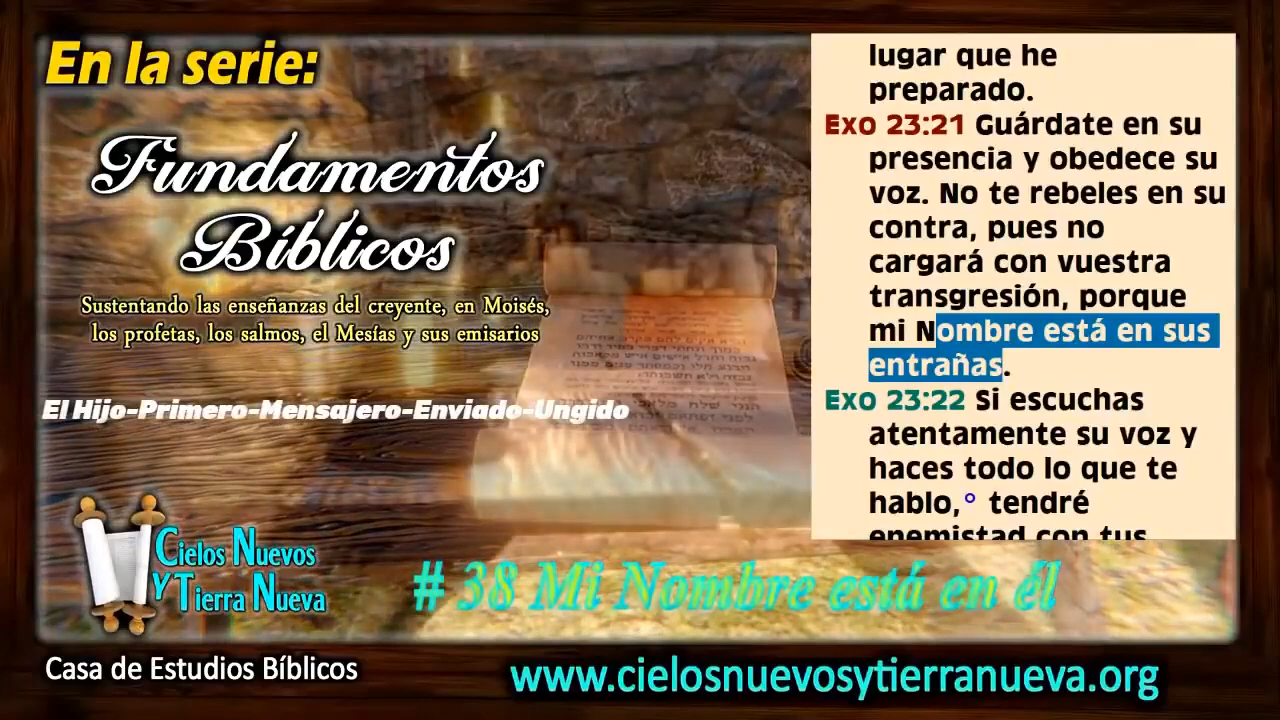 En la serie:
Fundamentos
Bíblicos
Sustentando las enseñanzas del creyente, en Moisés,
los profetas, los salmos, el Mesías y sus emisarios
El Hijo-Primero-Mensajero-Enviado-Ungido
Cielos Nuevos
Y Tierra Nueva
Casa de Estudios Bíblicos
# 38 Mi Nombre está en él
www.cielosnuevosytierranueva.org
lugar que he
preparado.
Exo 23:21 Guárdate en su
presencia y obedece su
voz. No te rebeles en su
contra, pues no
cargará con vuestra
transgresión, porque
mi Nombre está en sus
entrañas.
Exo 23:22 Si escuchas
atentamente su voz y
haces todo lo que te
hablo,° tendré
enemistad con tus